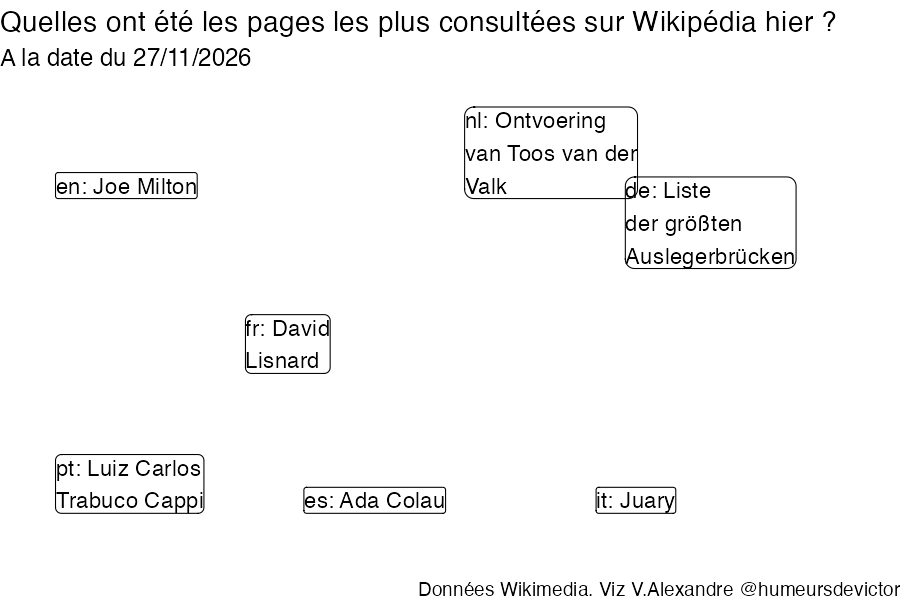 Quelles ont été les pages les plus consultées sur Wikipédia hier ?
A la date du 27/11/2026
nl: Ontvoering
van Toos van der
Valk
en: Joe Milton
de: Liste
der größten
Auslegerbrücken
fr: David
Lisnard
pt: Luiz Carlos
Trabuco Cappi
es: Ada Colau
it: Juary
Données Wikimedia. Viz V.Alexandre @humeursdevictor